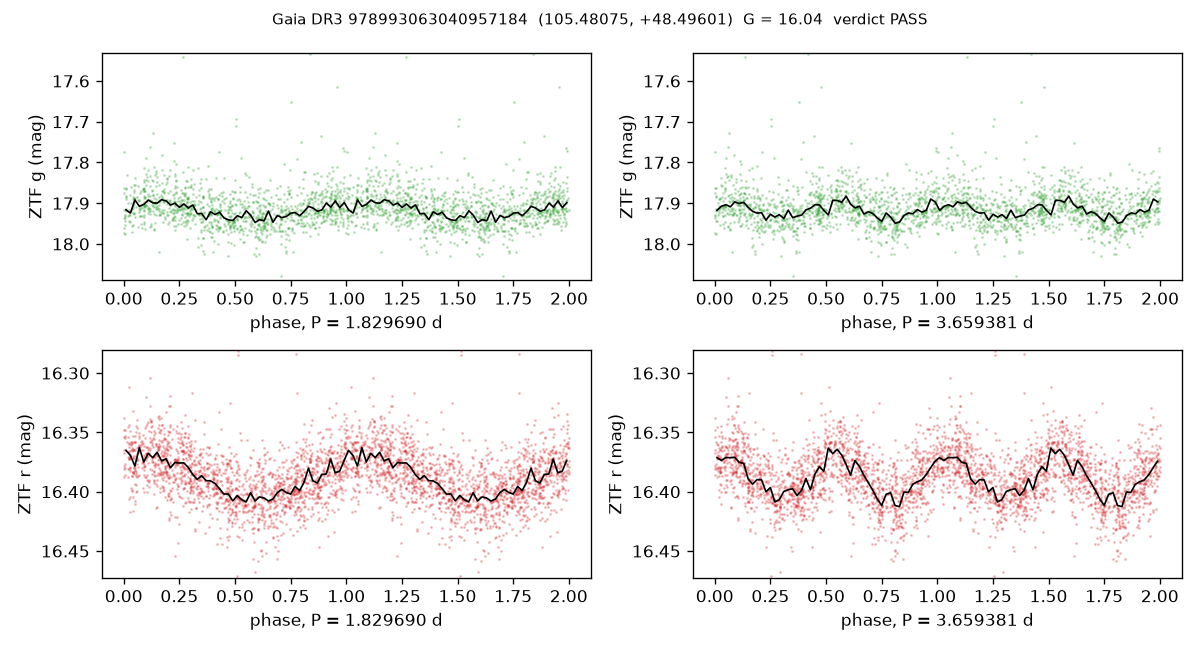 Gaia DR3 978993063040957184 (105.48075, +48.49601) G = 16.04 verdict PASS
ZTF g (mag)
17.6
17.7
17.8
17.9
18.0
0.00 0.25 0.50 0.75 1.00 1.25 1.50 1.75 2.00
phase, P = 1.829690 d
ZTF g (mag)
17.6
17.7
17.8
17.9
18.0
0.00 0.25 0.50 0.75 1.00 1.25 1.50 1.75 2.00
phase, P = 3.659381 d
ZTF r (mag)
16.30
16.35
16.40
16.45
0.00 0.25 0.50 0.75 1.00 1.25 1.50 1.75 2.00
phase, P = 1.829690 d
ZTF r (mag)
16.30
16.35
16.40
16.45
0.00 0.25 0.50 0.75 1.00 1.25 1.50 1.75 2.00
phase, P = 3.659381 d